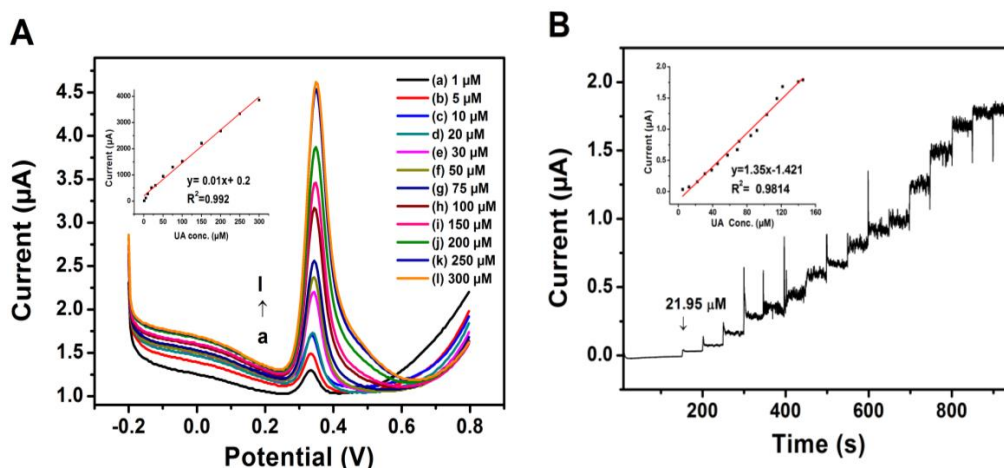 A
Current (µA)
4.5
4.0
3.5
3.0
2.5
2.0
1.5
1.0
-0.2
0.0
0.2
0.4
0.6
0.8
Potential (V)
l
↑
a
(a) 1 µM
(b) 5 µM
(c) 10 µM
d) 20 µM
(e) 30 µM
(f) 50 µM
(g) 75 µM
(h) 100 µM
(i) 150 µM
(j) 200 µM
(k) 250 µM
(l) 300 µM
Current (µA)
4000
3000
2000
1000
0
0
50
100
150
200
250
300
UA conc. (µM)
y= 0.01x+ 0.2
R²=0.992
B
Current (µA)
2.0
1.5
1.0
0.5
0.0
200
400
600
800
Time (s)
21.95 µM
Current (µA)
2.0
1.6
1.2
0.8
0.4
0.0
0
40
80
120
160
UA Conc. (µM)
y=1.35x-1.421
R²= 0.9814